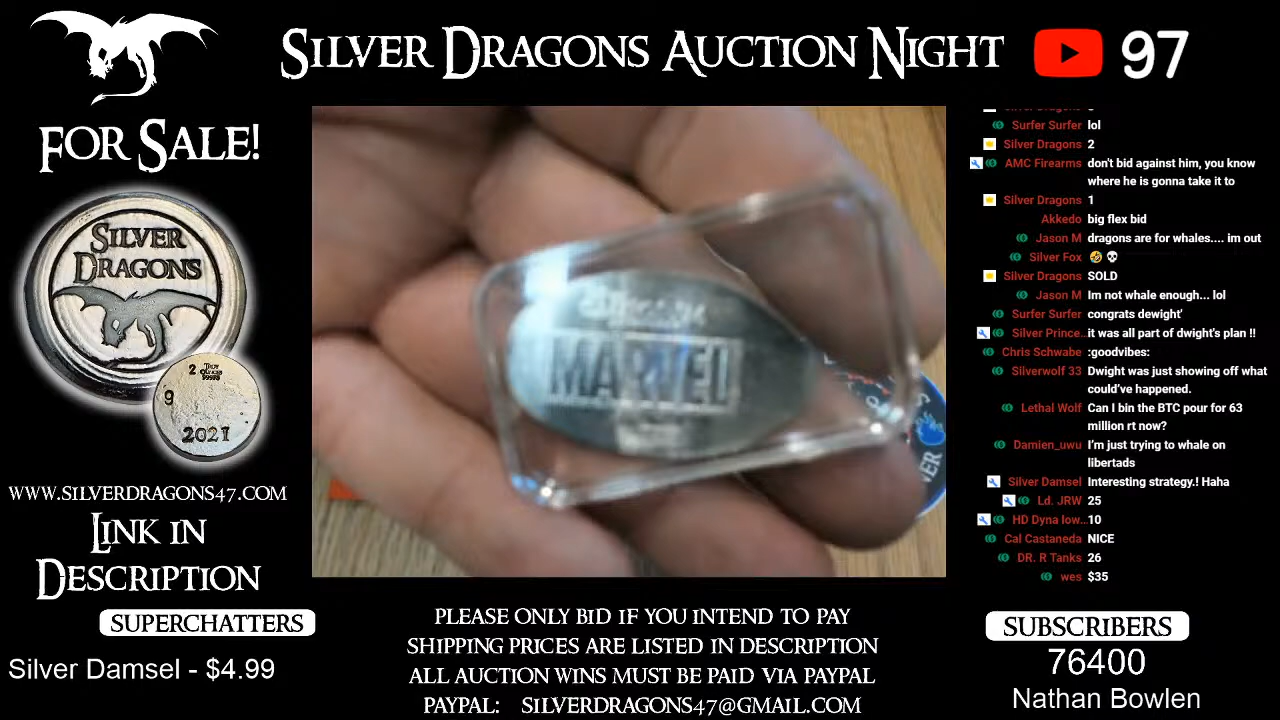 SILVER DRAGONS AUCTION NIGHT
97
FOR SALE!
SILVER
DRAGONS
2 TROY
OUNCES
9
2021
WWW.SILVERDRAGONS47.COM
LINK IN
DESCRIPTION
SUPERCHATTERS
Silver Damsel - $4.99
MARVEL
VER
Surfer Surfer lol
Silver Dragons 2
AMC Firearms don't bid against him, you know
where he is gonna take it to
Silver Dragons 1
Akkedo big flex bid
Jason M dragons are for whales.... im out
Silver Fox 🤣💀
Silver Dragons SOLD
Jason M Im not whale enough... lol
Surfer Surfer congrats dewight'
Silver Prince.. it was all part of dwight's plan !!
Chris Schwabe :goodvibes:
Silverwolf 33 Dwight was just showing off what
could've happened.
Lethal Wolf Can I bin the BTC pour for 63
million rt now?
Damien_uwu I'm just trying to whale on
libertads
Silver Damsel Interesting strategy.! Haha
Ld. JRW 25
HD Dyna low... 10
Cal Castaneda NICE
DR. R Tanks 26
wes $35
PLEASE ONLY BID IF YOU INTEND TO PAY
SHIPPING PRICES ARE LISTED IN DESCRIPTION
ALL AUCTION WINS MUST BE PAID VIA PAYPAL
PAYPAL: SILVERDRAGONS47@GMAIL.COM
SUBSCRIBERS
76400
Nathan Bowlen